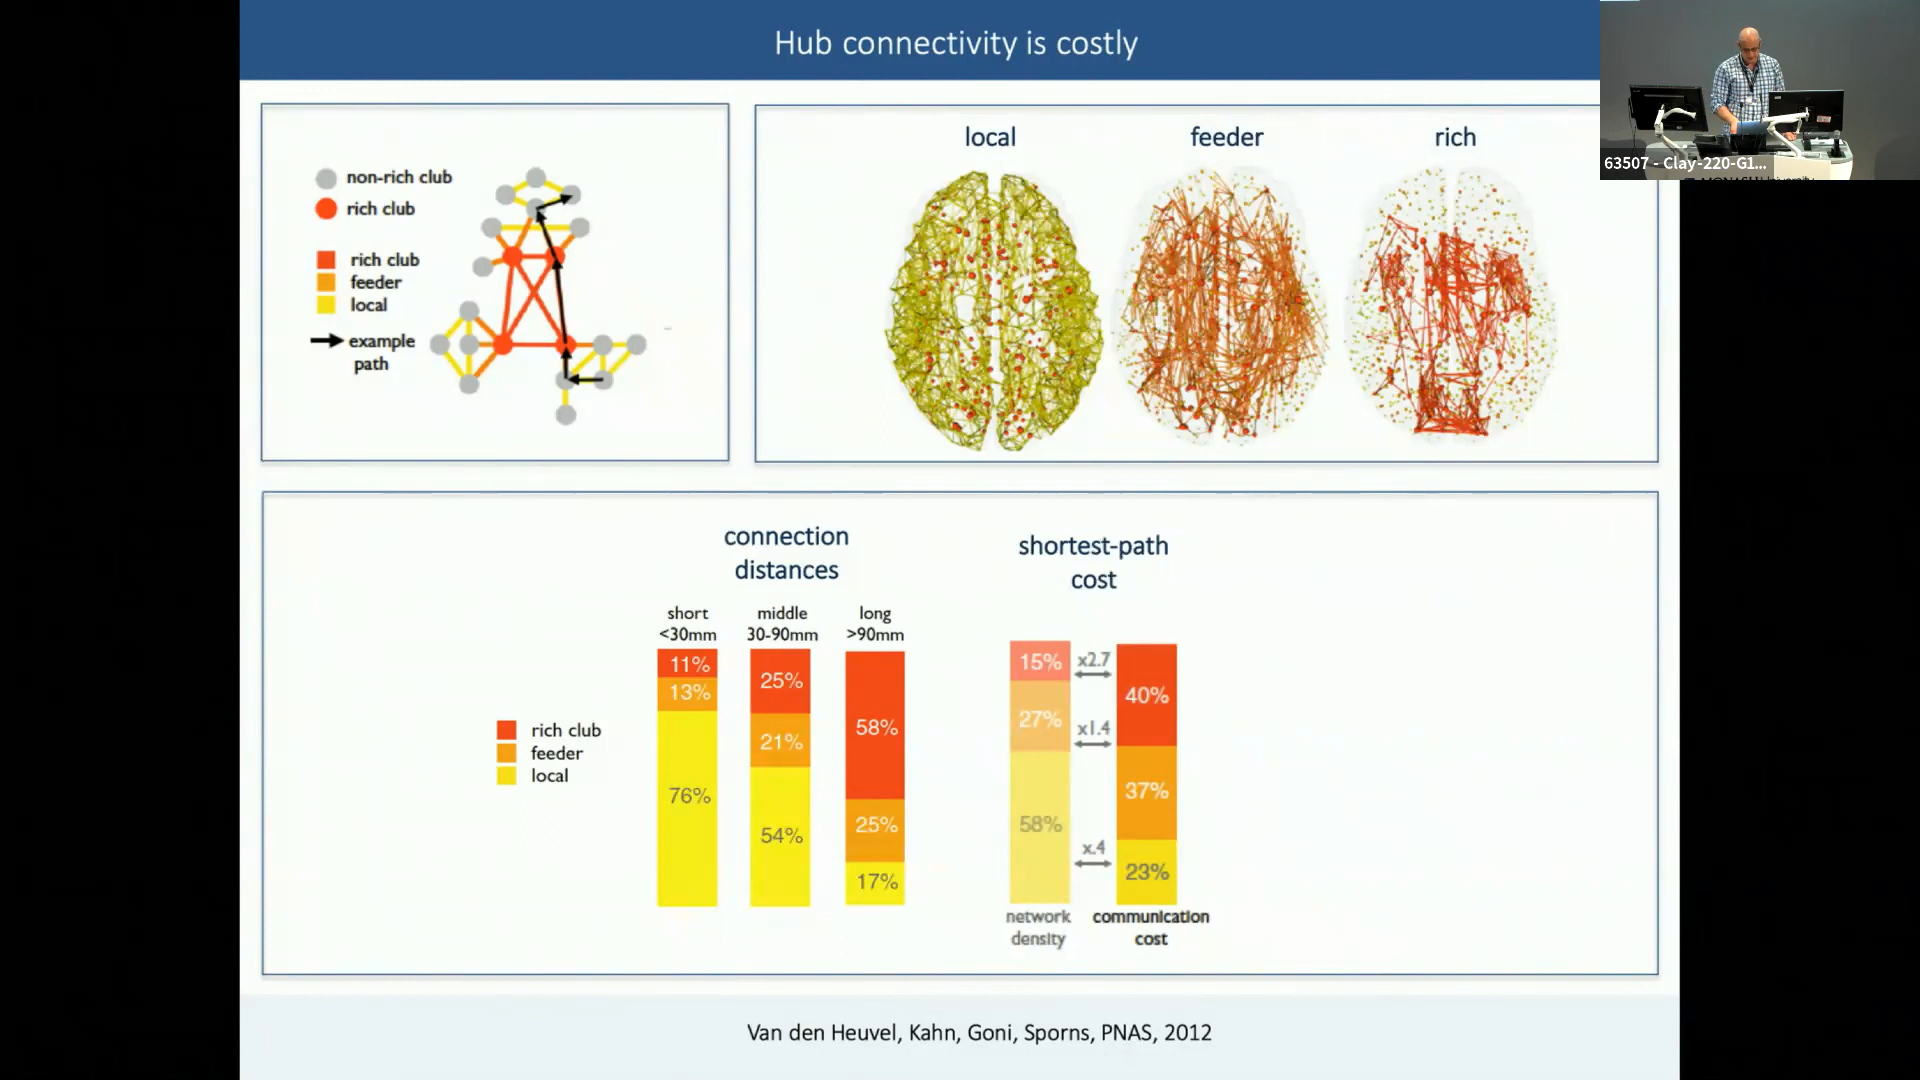 Hub connectivity is costly
63507 - Clay-220-G1...
MONASH University
non-rich club
rich club
rich club
feeder
local
example
path
local
feeder
rich
connection
distances
short
<30mm
middle
30-90mm
long
>90mm
11%
13%
76%
25%
21%
54%
58%
25%
17%
rich club
feeder
local
shortest-path
cost
15%
27%
58%
x2.7
x1.4
x.4
40%
37%
23%
network
density
communication
cost
Van den Heuvel, Kahn, Goni, Sporns, PNAS, 2012